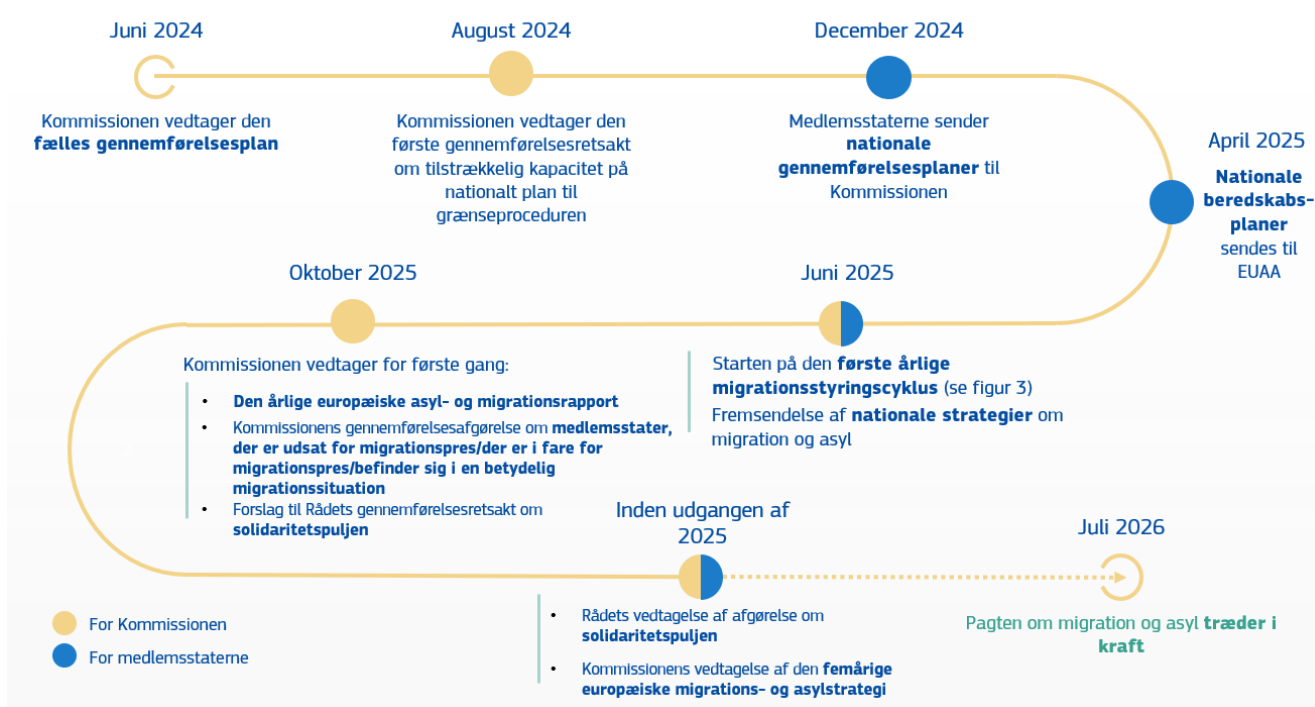 Juni 2024
Kommissionen vedtager den
fælles gennemførelsesplan
August 2024
Kommissionen vedtager den
første gennemførelsesretsakt
om tilstrækkelig kapacitet på
nationalt plan til
grænseproceduren
December 2024
Medlemsstaterne sender
nationale
gennemførelsesplaner til
Kommissionen
April 2025
Nationale
beredskabs-
planer
sendes til
EUAA
Juni 2025
Starten på den første årlige
migrationsstyringscyklus (se figur 3)
Fremsendelse af nationale strategier om
migration og asyl
Oktober 2025
Kommissionen vedtager for første gang:
• Den årlige europæiske asyl- og migrationsrapport
• Kommissionens gennemførelsesafgørelse om medlemsstater,
der er udsat for migrationspres/der er i fare for
migrationspres/befinder sig i en betydelig
migrationssituation
• Forslag til Rådets gennemførelsesretsakt om
solidaritetspuljen
Inden udgangen af
2025
• Rådets vedtagelse af afgørelse om
solidaritetspuljen
• Kommissionens vedtagelse af den femårige
europæiske migrations- og asylstrategi
Juli 2026
Pagten om migration og asyl træder i
kraft
For Kommissionen
For medlemsstaterne